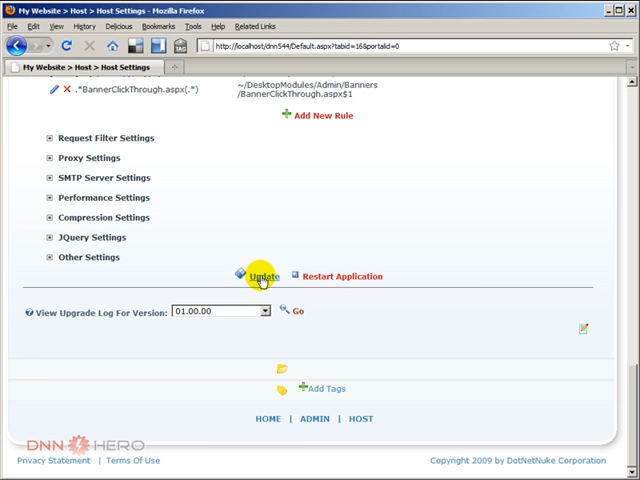 My Website > Host > Host Settings - Mozilla Firefox
File Edit View History Delicious Bookmarks Tools Help Related Links
http://localhost/dnn544/Default.aspx?tabid=16&portalid=0
My Website > Host > Host Settings
."BannerClickThrough.aspx(.") ~/DesktopModules/Admin/Banners
/BannerClickThrough.aspx$1
Add New Rule
Request Filter Settings
Proxy Settings
SMTP Server Settings
Performance Settings
Compression Settings
JQuery Settings
Other Settings
Update Restart Application
View Upgrade Log For Version: 01.00.00 Go
Add Tags
HOME | ADMIN | HOST
DNN HERO
Privacy Statement | Terms Of Use Copyright 2009 by DotNetNuke Corporation